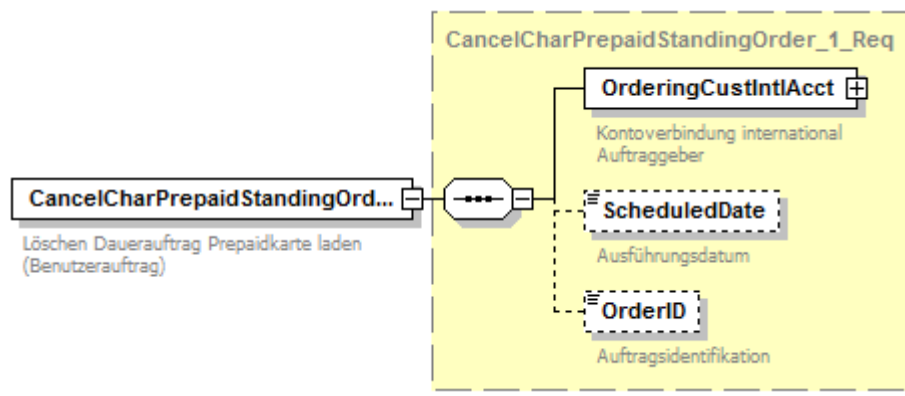 CancelCharPrepaidStandingOrder_1_Req
OrderingCustIntlAcct
Kontoverbindung international
Auftraggeber
CancelCharPrepaidStandingOrd...
Löschen Dauerauftrag Prepaidkarte laden
(Benutzerauftrag)
ScheduledDate
Ausführungsdatum
OrderID
Auftragsidentifikation